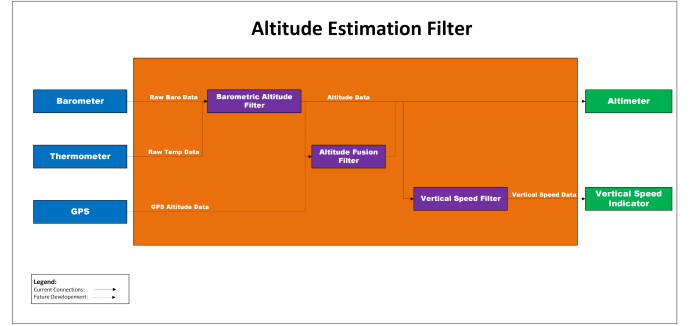 Altitude Estimation Filter
Barometer
Raw Baro Data
Barometric Altitude
Filter
Altitude Data
Altimeter
Thermometer
Raw Temp Data
Altitude Fusion
Filter
GPS
GPS Altitude Data
Vertical Speed Filter
Vertical Speed Data
Vertical Speed
Indicator
Legend:
Current Connections:
Future Developement: